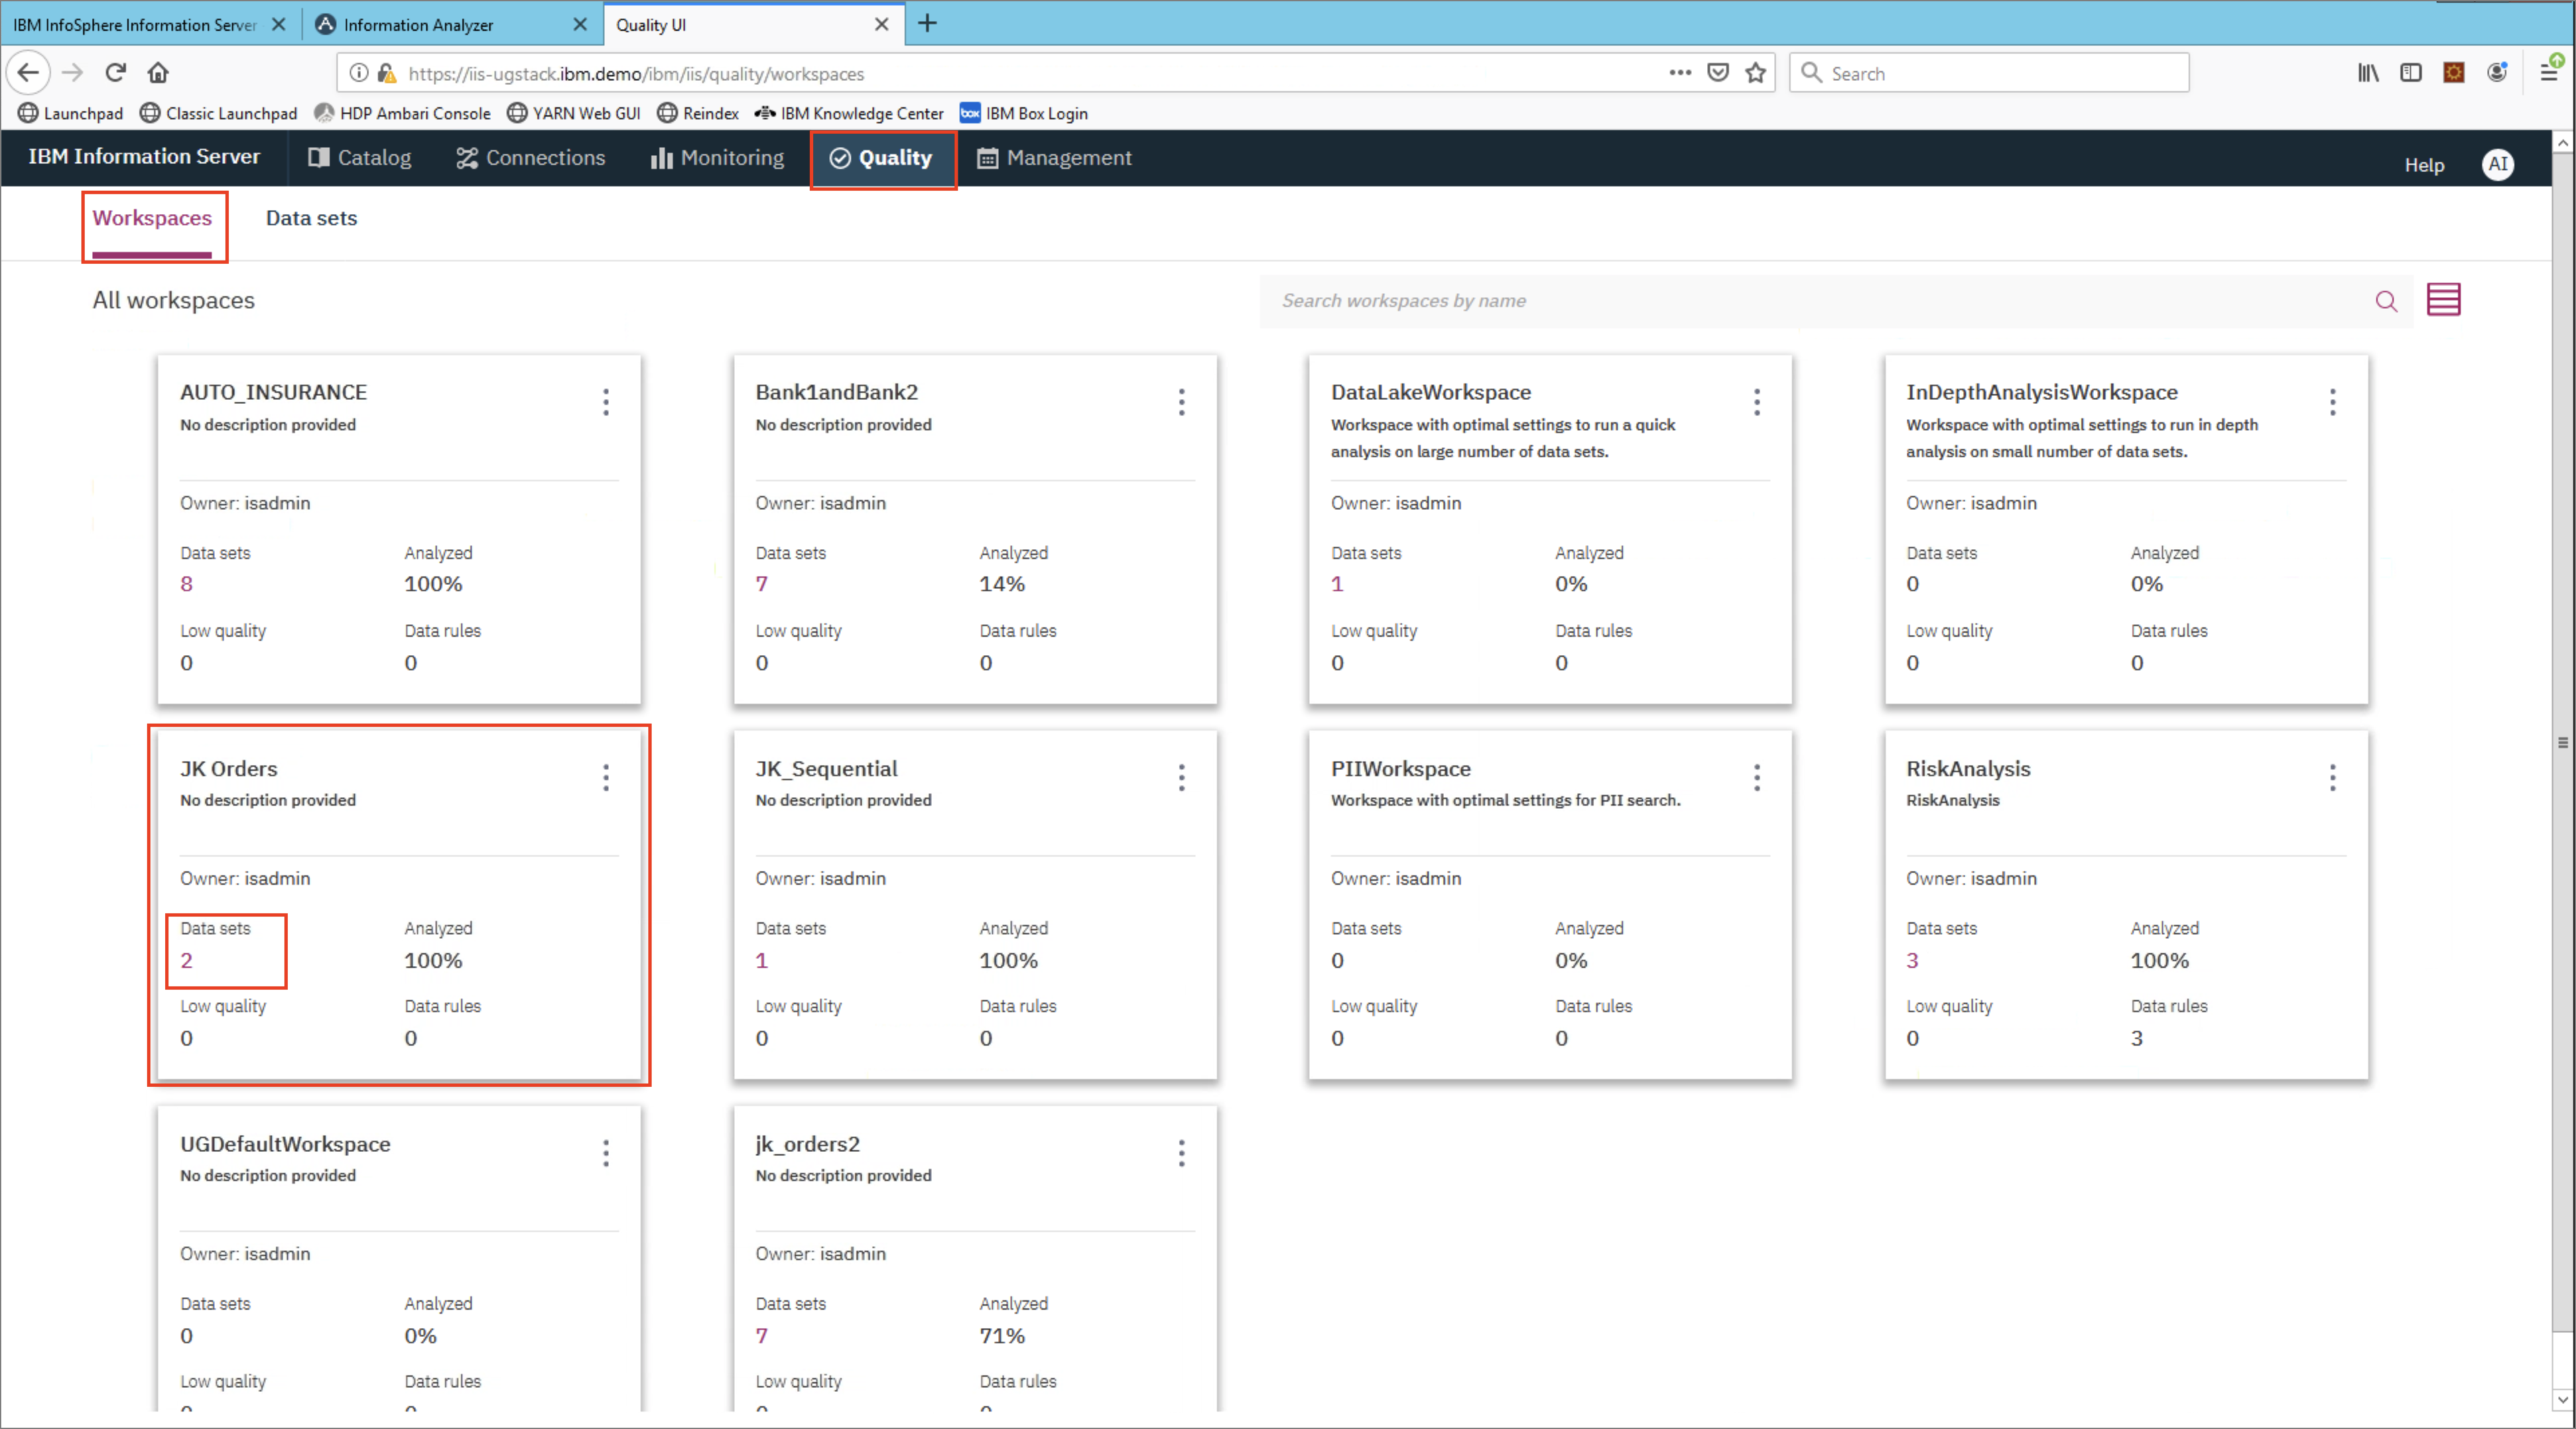 IBM InfoSphere Information Server
Information Analyzer
Quality UI
https://iis-ugstack.ibm.demo/ibm/iis/quality/workspaces
Search
Launchpad Classic Launchpad HDP Ambari Console YARN Web GUI Reindex IBM Knowledge Center box IBM Box Login
IBM Information Server Catalog Connections Monitoring Quality Management Help AI
Workspaces Data sets
All workspaces Search workspaces by name
AUTO_INSURANCE
No description provided
Owner: isadmin
Data sets Analyzed
8 100%
Low quality Data rules
0 0
Bank1andBank2
No description provided
Owner: isadmin
Data sets Analyzed
7 14%
Low quality Data rules
0 0
DataLakeWorkspace
Workspace with optimal settings to run a quick
analysis on large number of data sets.
Owner: isadmin
Data sets Analyzed
1 0%
Low quality Data rules
0 0
InDepthAnalysisWorkspace
Workspace with optimal settings to run in depth
analysis on small number of data sets.
Owner: isadmin
Data sets Analyzed
0 0%
Low quality Data rules
0 0
JK Orders
No description provided
Owner: isadmin
Data sets Analyzed
2 100%
Low quality Data rules
0 0
JK_Sequential
No description provided
Owner: isadmin
Data sets Analyzed
1 100%
Low quality Data rules
0 0
PIIWorkspace
Workspace with optimal settings for PII search.
Owner: isadmin
Data sets Analyzed
0 0%
Low quality Data rules
0 0
RiskAnalysis
RiskAnalysis
Owner: isadmin
Data sets Analyzed
3 100%
Low quality Data rules
0 3
UGDefaultWorkspace
No description provided
Owner: isadmin
Data sets Analyzed
0 0%
Low quality Data rules
jk_orders2
No description provided
Owner: isadmin
Data sets Analyzed
7 71%
Low quality Data rules